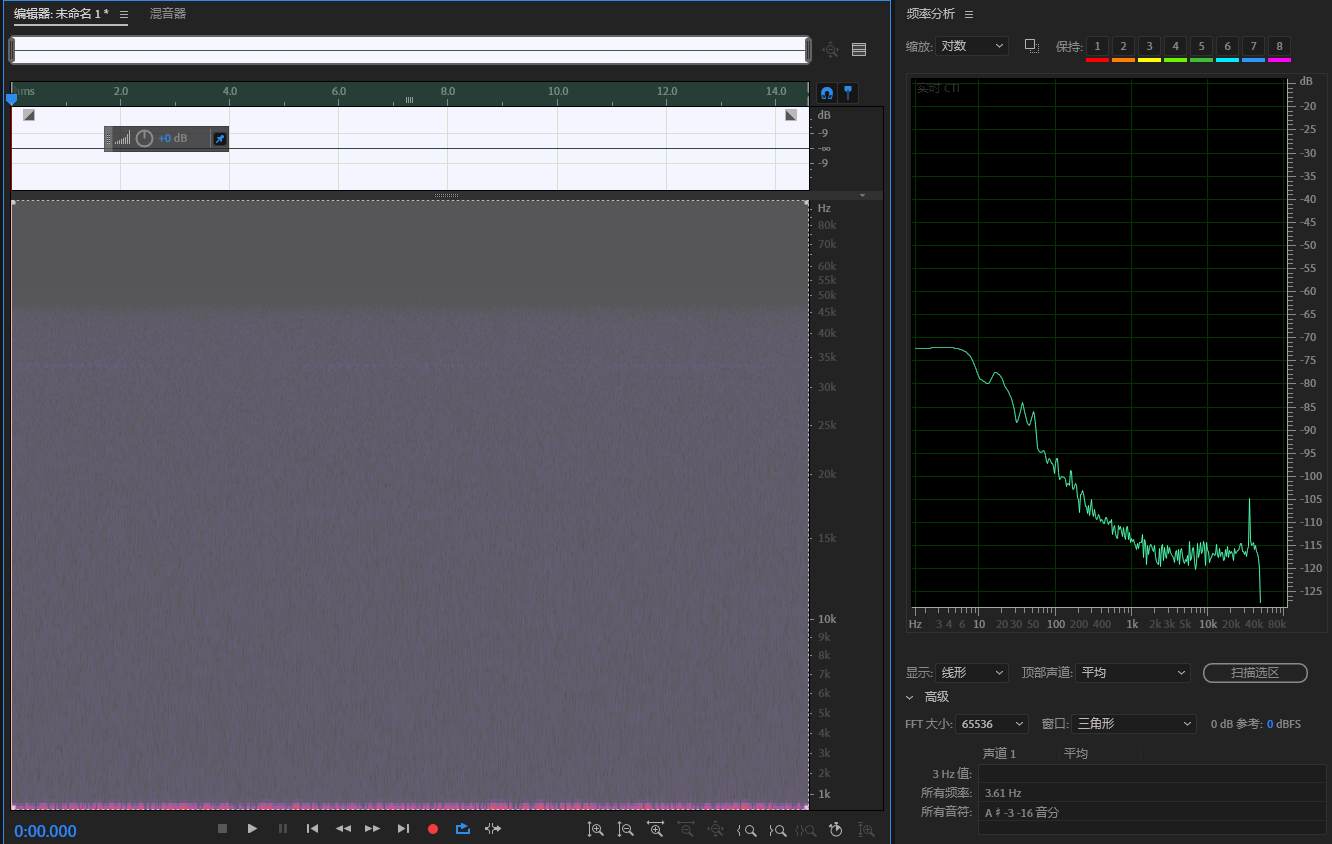 编辑器: 未命名 1 * 混音器
hms 2.0 4.0 6.0 8.0 10.0 12.0 14.0
+0 dB
dB
-9
-∞
-9
Hz
80k
70k
60k
55k
50k
45k
40k
35k
30k
25k
20k
15k
10k
9k
8k
7k
6k
5k
4k
3k
2k
1k
0:00.000
频率分析
缩放: 对数 保持: 1 2 3 4 5 6 7 8
实时 CTI
dB
-20
-25
-30
-35
-40
-45
-50
-55
-60
-65
-70
-75
-80
-85
-90
-95
-100
-105
-110
-115
-120
-125
Hz 3 4 6 10 20 30 50 100 200 400 1k 2k 3k 5k 10k 20k 40k 80k
显示: 线形 顶部声道: 平均 扫描选区
高级
FFT 大小: 65536 窗口: 三角形 0 dB 参考: 0 dBFS
声道 1 平均
3 Hz 值:
所有频率: 3.61 Hz
所有音符: A♯-3 -16 音分